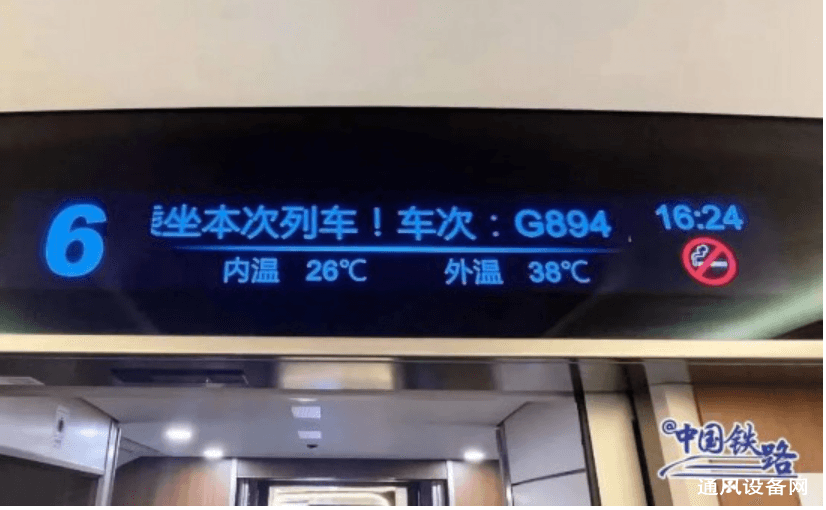 6
坐本次列车！车次：G894
16:24
内温 26℃ 外温 38℃
@中国铁路
通风设备网